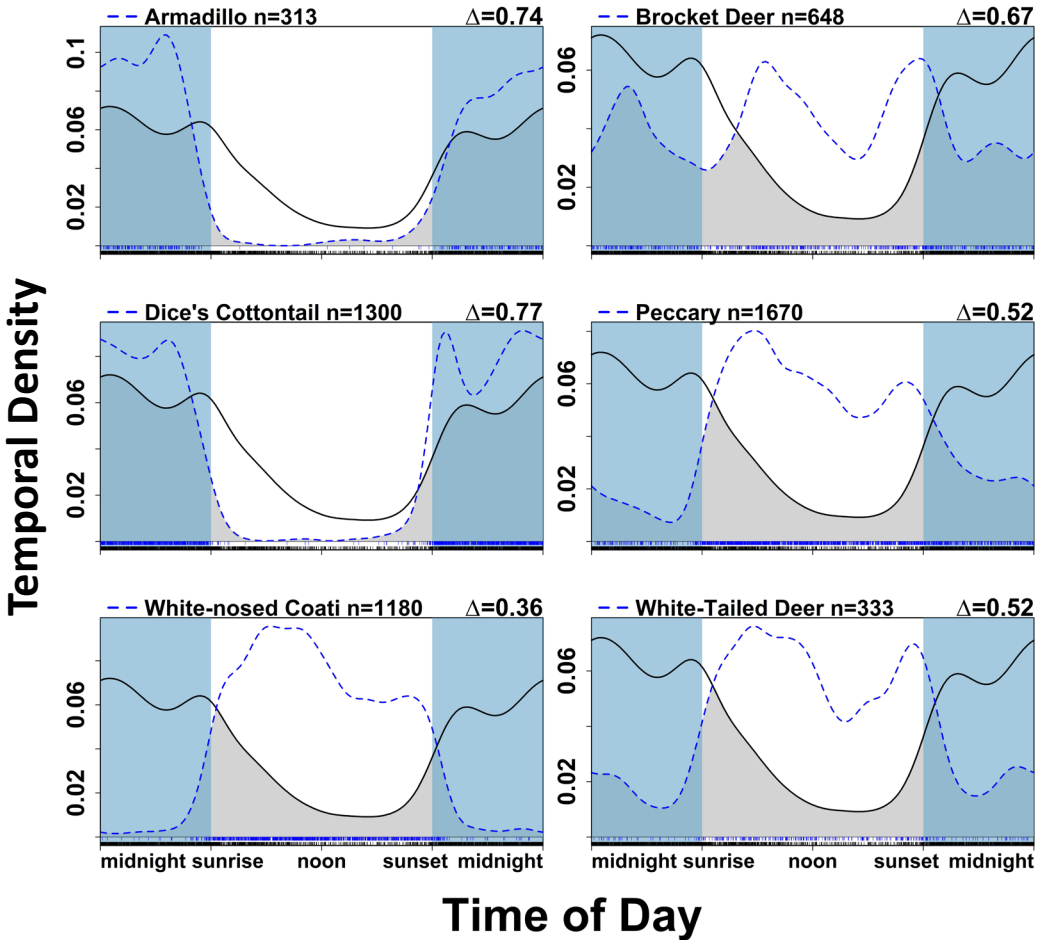 Armadillo n=313 Δ=0.74
0.1
0.06
0.02
Brocket Deer n=648 Δ=0.67
0.06
0.02
Dice's Cottontail n=1300 Δ=0.77
0.06
0.02
Peccary n=1670 Δ=0.52
0.06
0.02
White-nosed Coati n=1180 Δ=0.36
0.06
0.02
midnight sunrise noon sunset midnight
White-Tailed Deer n=333 Δ=0.52
0.06
0.02
midnight sunrise noon sunset midnight
Temporal Density
Time of Day